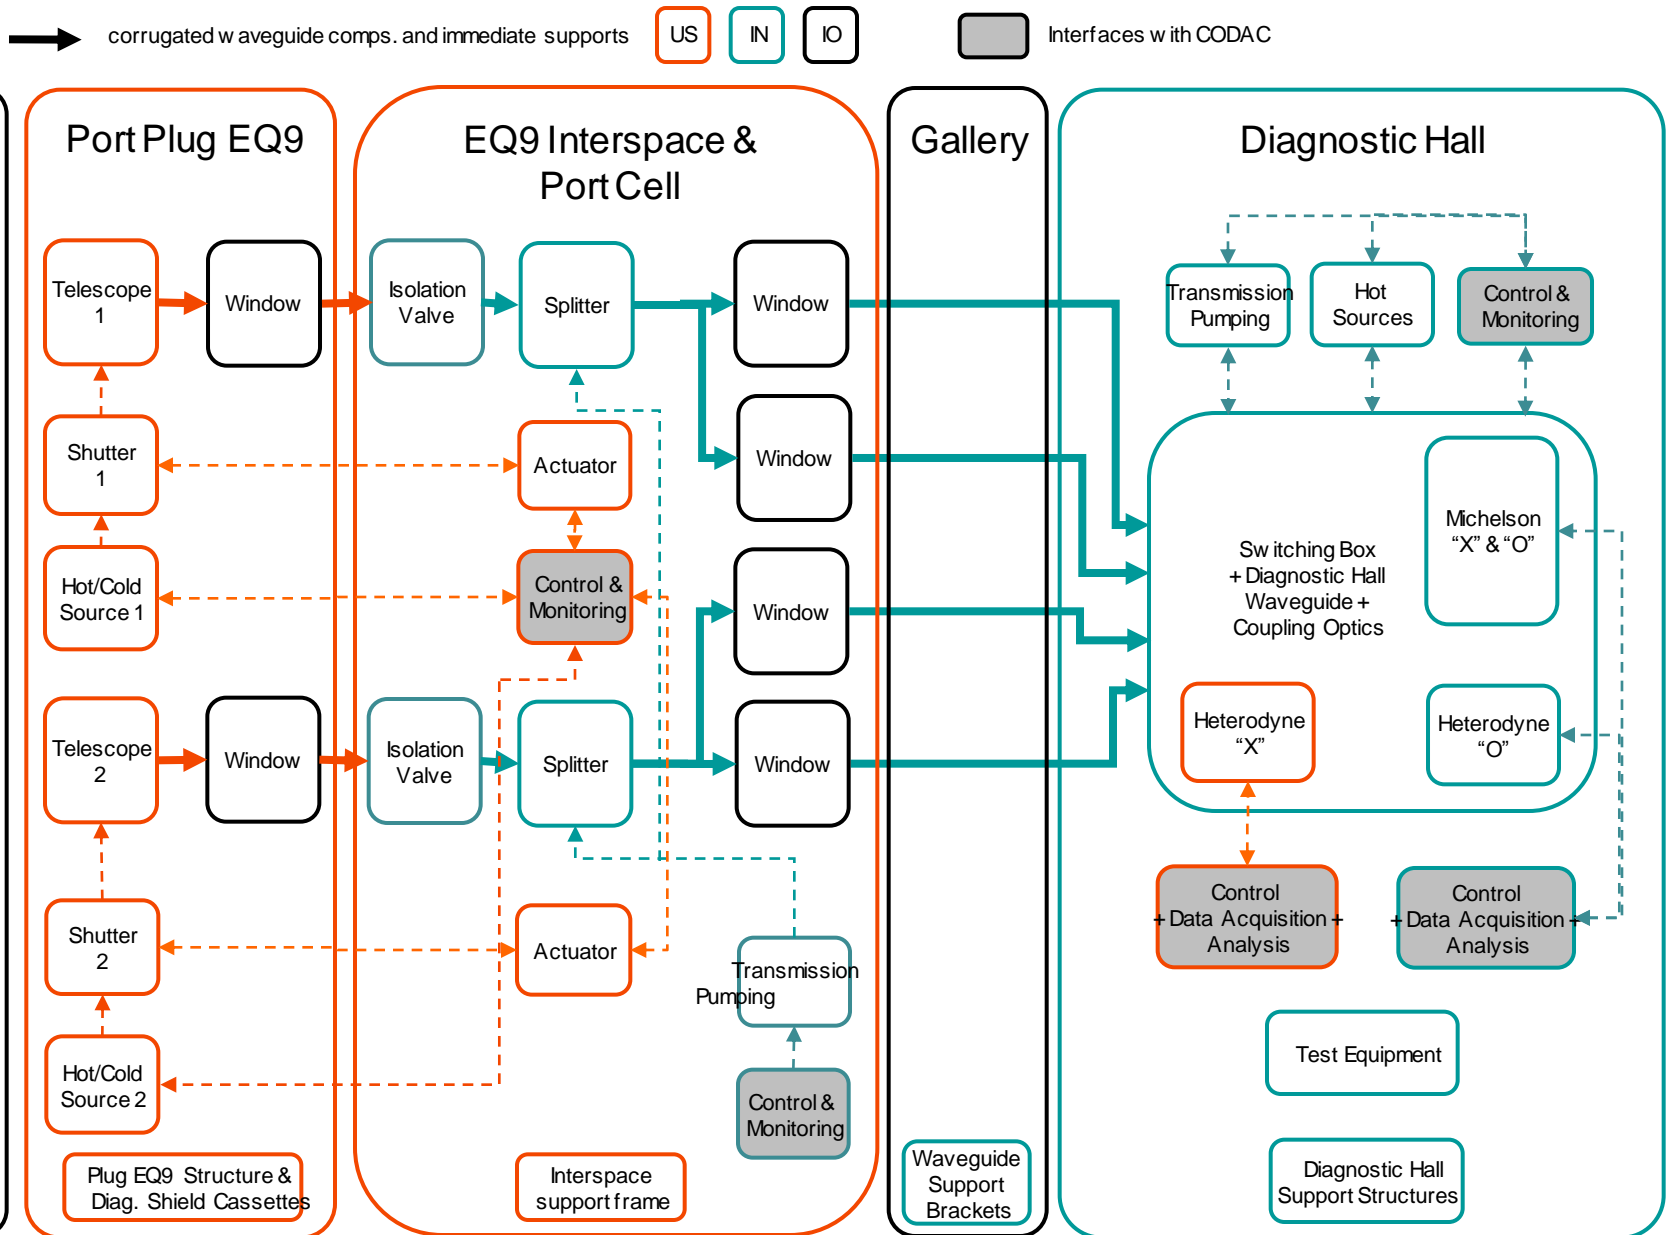 corrugated waveguide comps. and immediate supports
US
IN
IO
Interfaces with CODAC
Port Plug EQ9
Telescope
1
Window
Shutter
1
Hot/Cold
Source 1
Telescope
2
Window
Shutter
2
Hot/Cold
Source 2
Plug EQ9 Structure &
Diag. Shield Cassettes
EQ9 Interspace &
Port Cell
Isolation
Valve
Splitter
Window
Window
Actuator
Control &
Monitoring
Window
Isolation
Valve
Splitter
Window
Actuator
Transmission
Pumping
Control &
Monitoring
Interspace
support frame
Gallery
Waveguide
Support
Brackets
Diagnostic Hall
Transmission
Pumping
Hot
Sources
Control &
Monitoring
Switching Box
+ Diagnostic Hall
Waveguide +
Coupling Optics
Michelson
“X” & “O”
Heterodyne
“X”
Heterodyne
“O”
Control
+ Data Acquisition +
Analysis
Control
+ Data Acquisition +
Analysis
Test Equipment
Diagnostic Hall
Support Structures